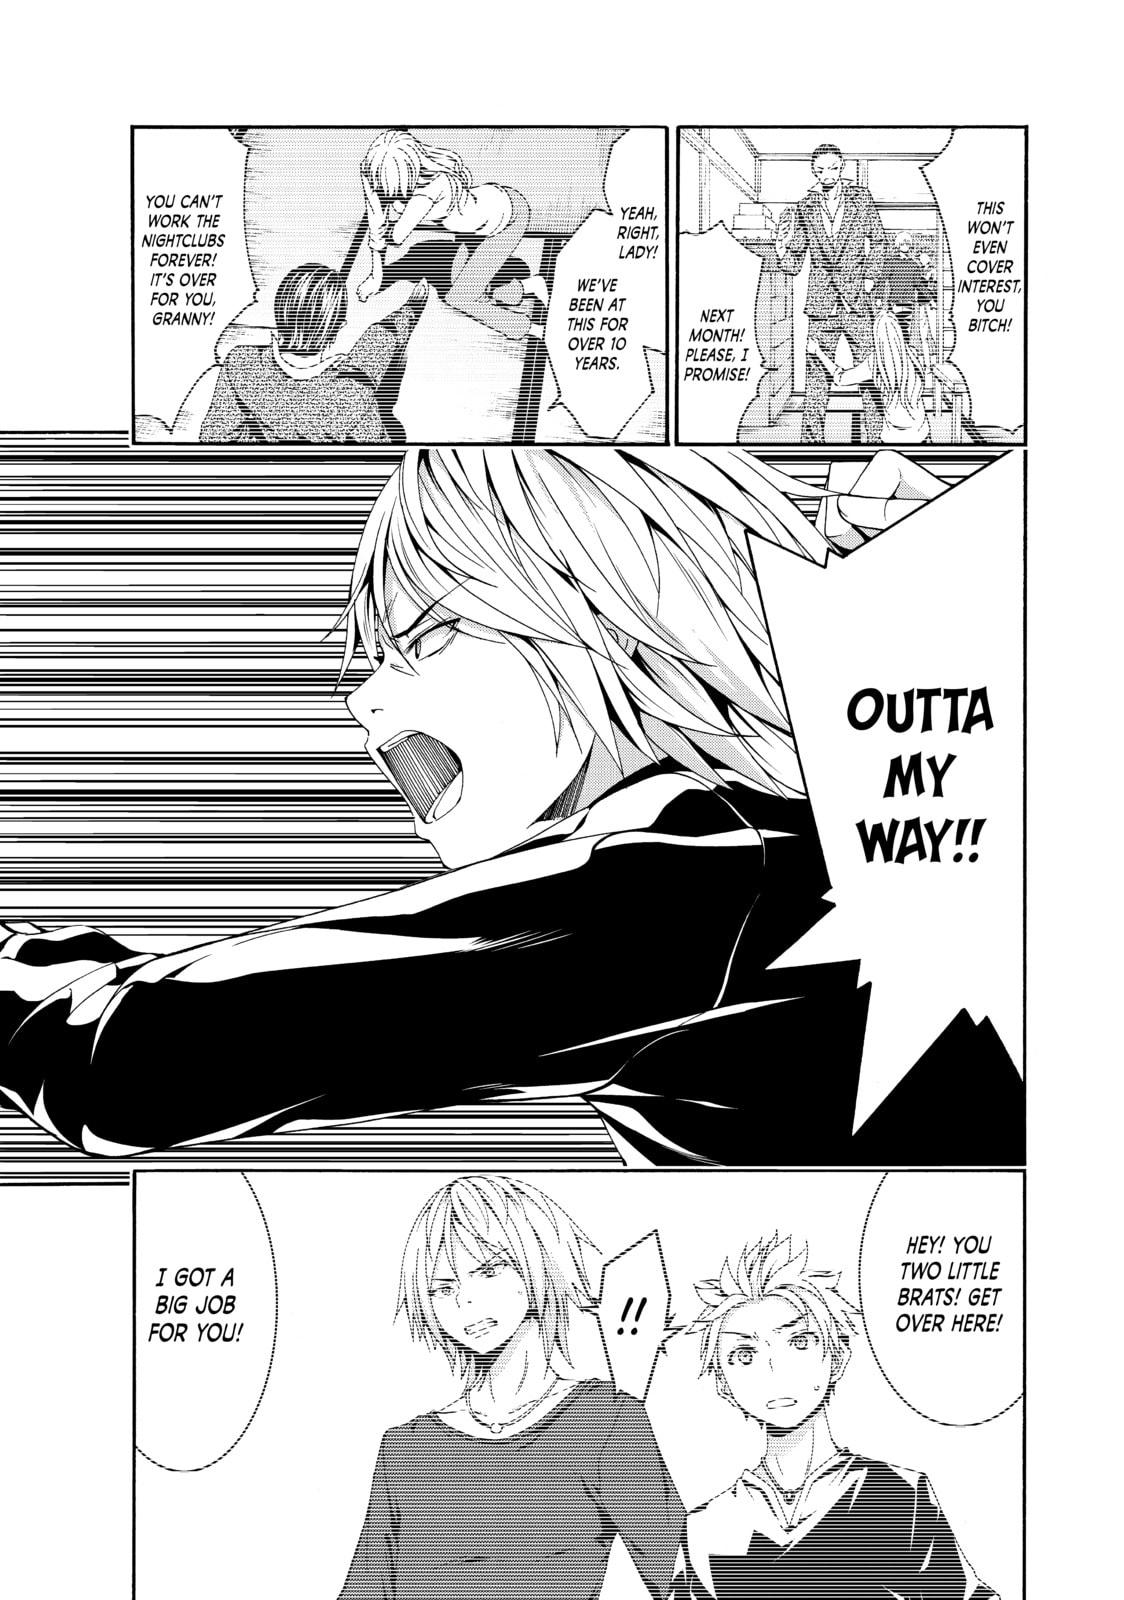 THIS
WON'T
EVEN
COVER
INTEREST,
YOU
BITCH!
NEXT
MONTH!
PLEASE, I
PROMISE!
YEAH,
RIGHT,
LADY!
WE'VE
BEEN AT
THIS FOR
OVER 10
YEARS.
YOU CAN'T
WORK THE
NIGHTCLUBS
FOREVER!
IT'S OVER
FOR YOU,
GRANNY!
OUTTA
MY
WAY!!
HEY! YOU
TWO LITTLE
BRATS! GET
OVER HERE!
!!
I GOT A
BIG JOB
FOR YOU!